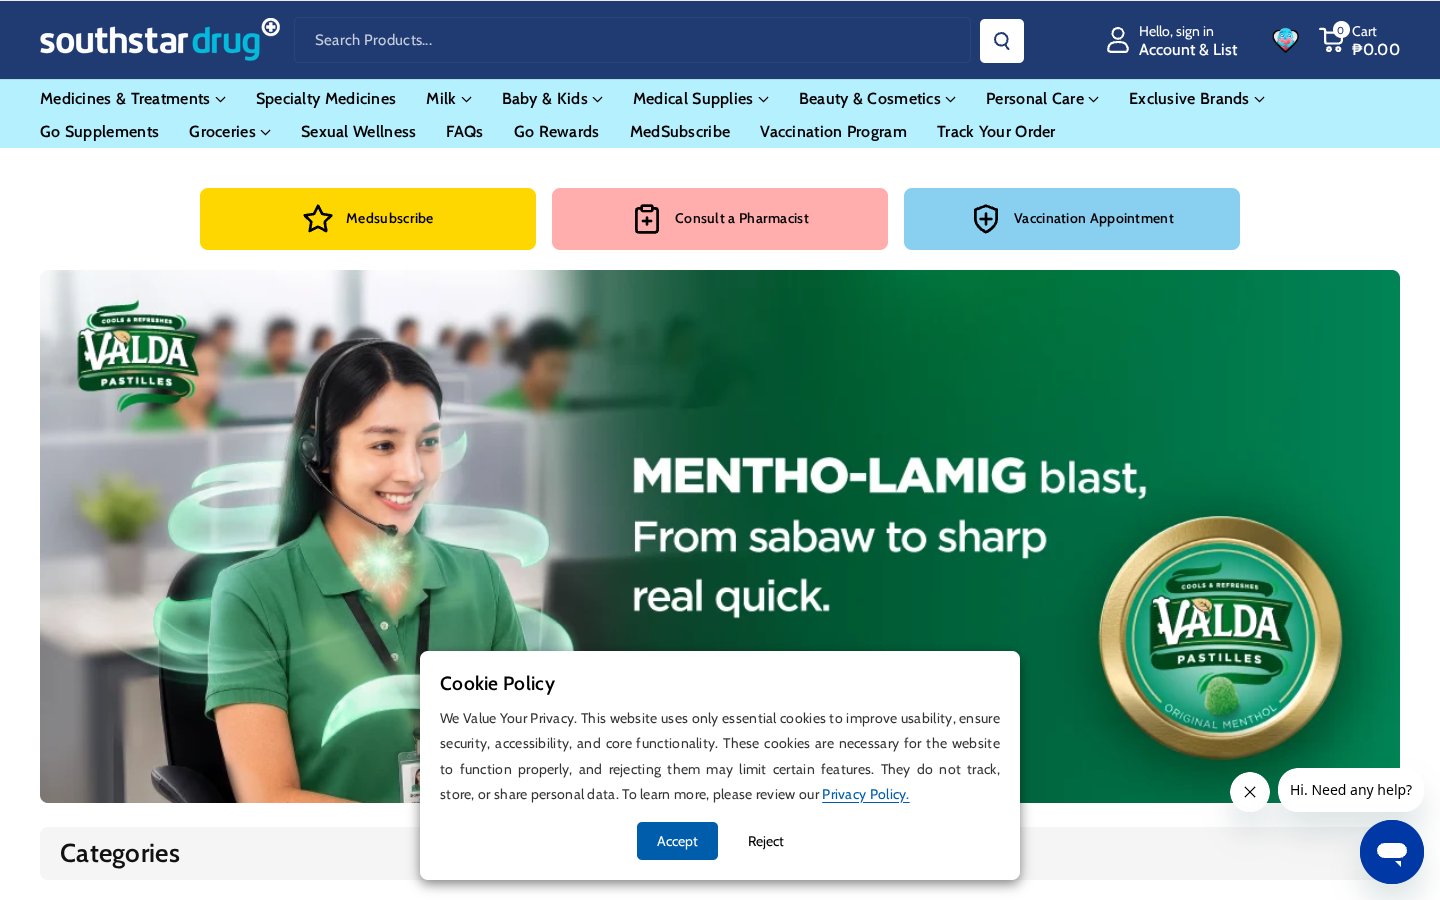 southstardrug
Search Products...
Hello, sign in
Account & List
0
Cart
₱0.00
Medicines & Treatments
Specialty Medicines
Milk
Baby & Kids
Medical Supplies
Beauty & Cosmetics
Personal Care
Exclusive Brands
Go Supplements
Groceries
Sexual Wellness
FAQs
Go Rewards
MedSubscribe
Vaccination Program
Track Your Order
Medsubscribe
Consult a Pharmacist
Vaccination Appointment
COOLS & REFRESHES
VALDA
PASTILLES
MENTHO-LAMIG blast,
From sabaw to sharp
real quick.
COOLS & REFRESHES
VALDA
PASTILLES
ORIGINAL MENTHOL
Cookie Policy
We Value Your Privacy. This website uses only essential cookies to improve usability, ensure
security, accessibility, and core functionality. These cookies are necessary for the website
to function properly, and rejecting them may limit certain features. They do not track,
store, or share personal data. To learn more, please review our Privacy Policy.
Accept
Reject
Hi. Need any help?
Categories